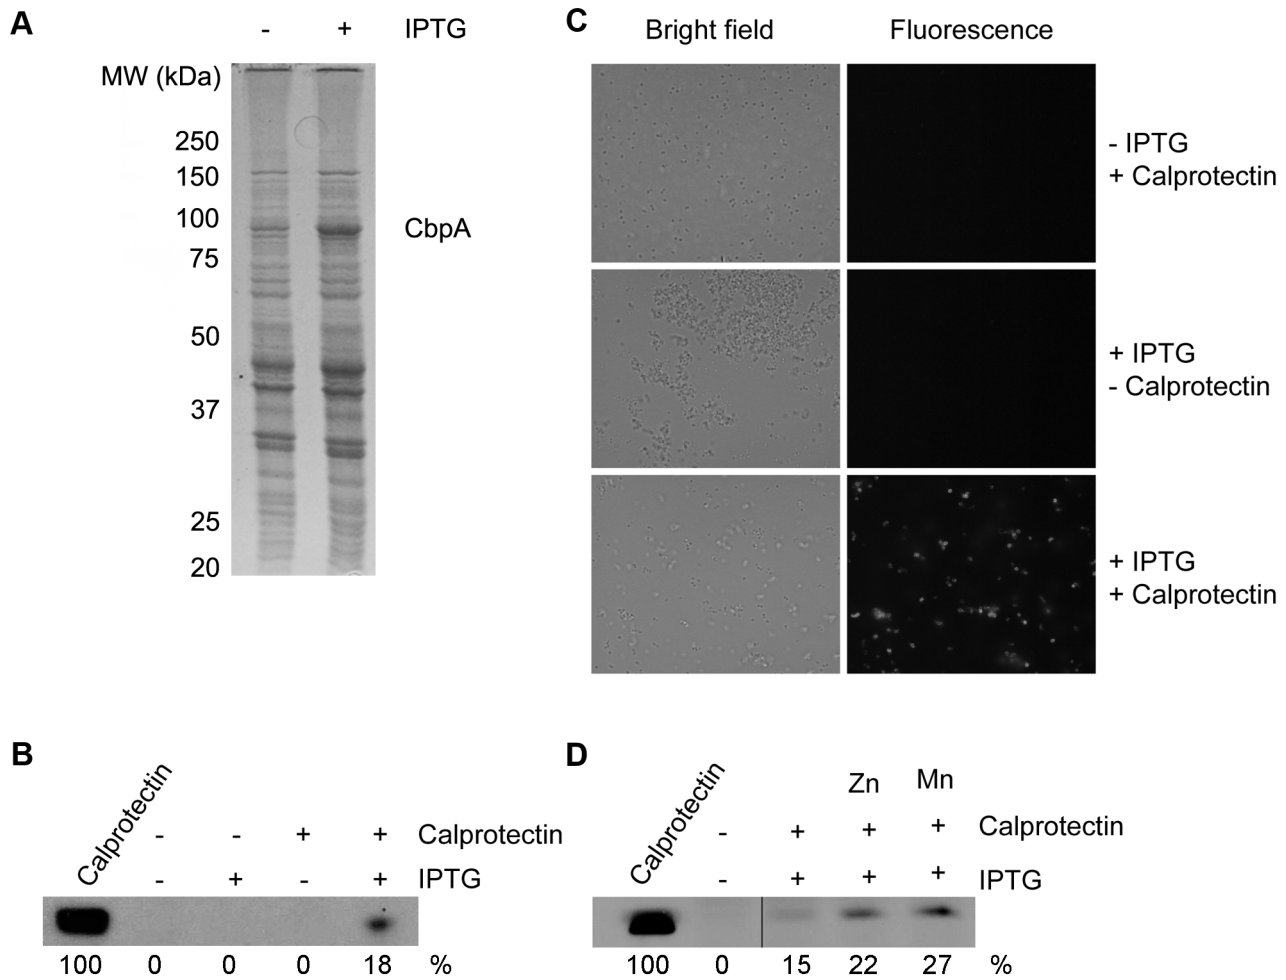 A
- + IPTG
MW (kDa)
250
150
100
CbpA
75
50
37
25
20
C
Bright field Fluorescence
- IPTG
+ Calprotectin
+ IPTG
- Calprotectin
+ IPTG
+ Calprotectin
B
Calprotectin
- - + + Calprotectin
- + - + IPTG
100 0 0 0 18 %
D
Calprotectin
Zn Mn
- + + + Calprotectin
- + + + IPTG
100 0 15 22 27 %